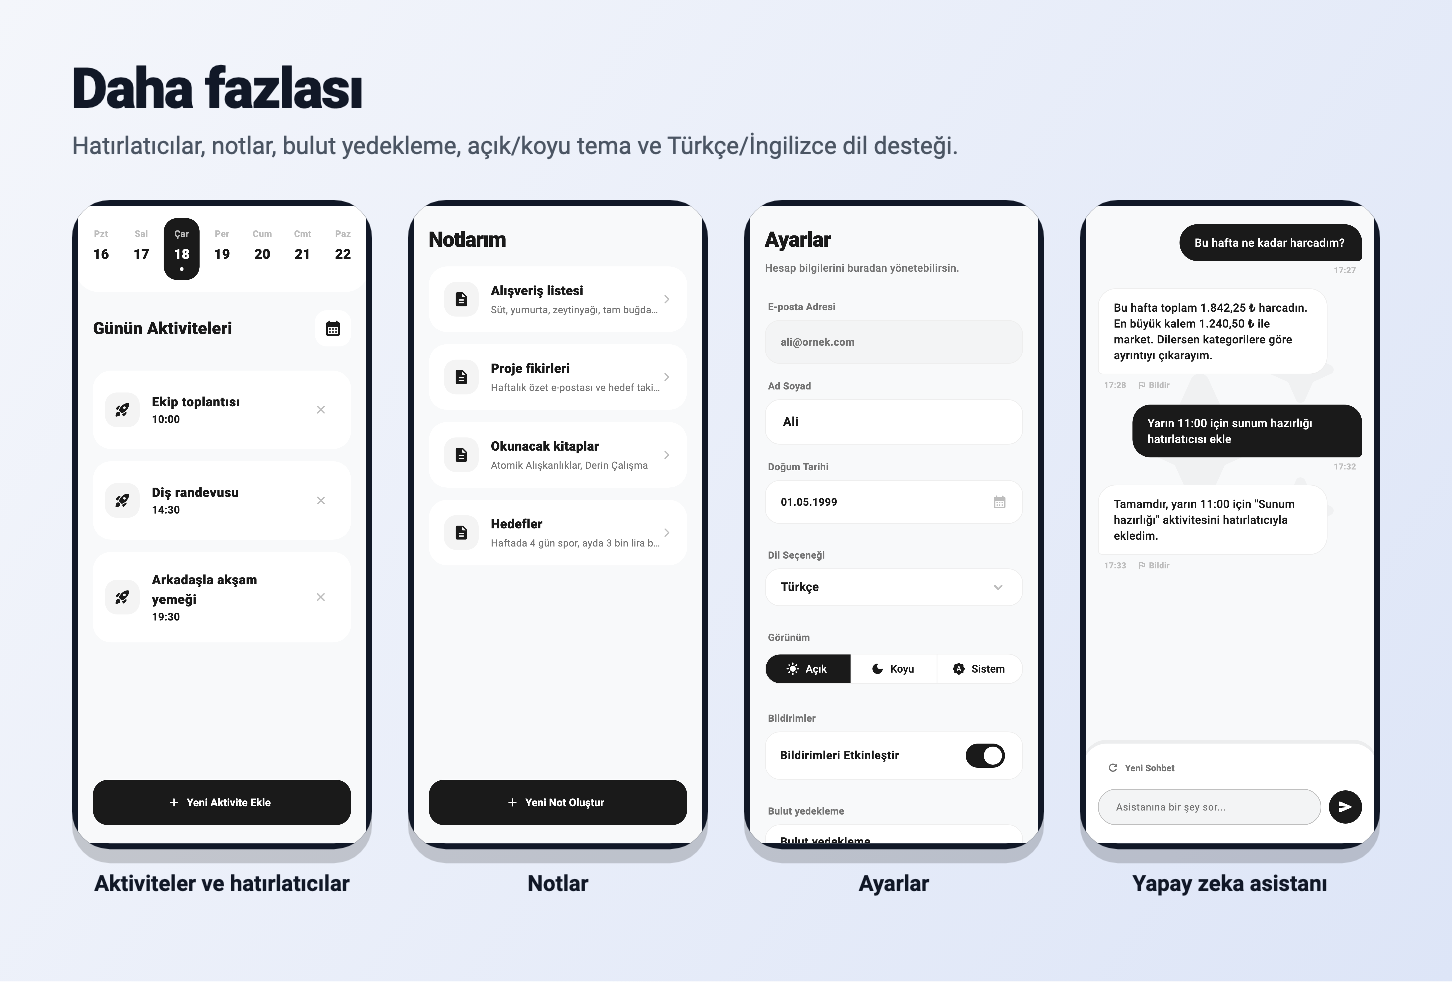 Daha fazlası
Hatırlatıcılar, notlar, bulut yedekleme, açık/koyu tema ve Türkçe/İngilizce dil desteği.
Pzt Sal Çar Per Cum Cmt Paz
16 17 18 19 20 21 22
Günün Aktiviteleri
Ekip toplantısı
10:00
Diş randevusu
14:30
Arkadaşla akşam
yemeği
19:30
+ Yeni Aktivite Ekle
Aktiviteler ve hatırlatıcılar
Notlarım
Alışveriş listesi
Süt, yumurta, zeytinyağı, tam buğda...
Proje fikirleri
Haftalık özet e-postası ve hedef taki...
Okunacak kitaplar
Atomik Alışkanlıklar, Derin Çalışma
Hedefler
Haftada 4 gün spor, ayda 3 bin lira b...
+ Yeni Not Oluştur
Notlar
Ayarlar
Hesap bilgilerini buradan yönetebilirsin.
E-posta Adresi
ali@ornek.com
Ad Soyad
Ali
Doğum Tarihi
01.05.1999
Dil Seçeneği
Türkçe
Görünüm
Açık Koyu Sistem
Bildirimler
Bildirimleri Etkinleştir
Bulut yedekleme
Bulut yedekleme
Ayarlar
Bu hafta ne kadar harcadım?
17:27
Bu hafta toplam 1.842,25 ₺ harcadın.
En büyük kalem 1.240,50 ₺ ile
market. Dilersen kategorilere göre
ayrıntıyı çıkarayım.
17:28 Bildir
Yarın 11:00 için sunum hazırlığı
hatırlatıcısı ekle
17:32
Tamamdır, yarın 11:00 için "Sunum
hazırlığı" aktivitesini hatırlatıcıyla
ekledim.
17:33 Bildir
Yeni Sohbet
Asistanına bir şey sor...
Yapay zeka asistanı